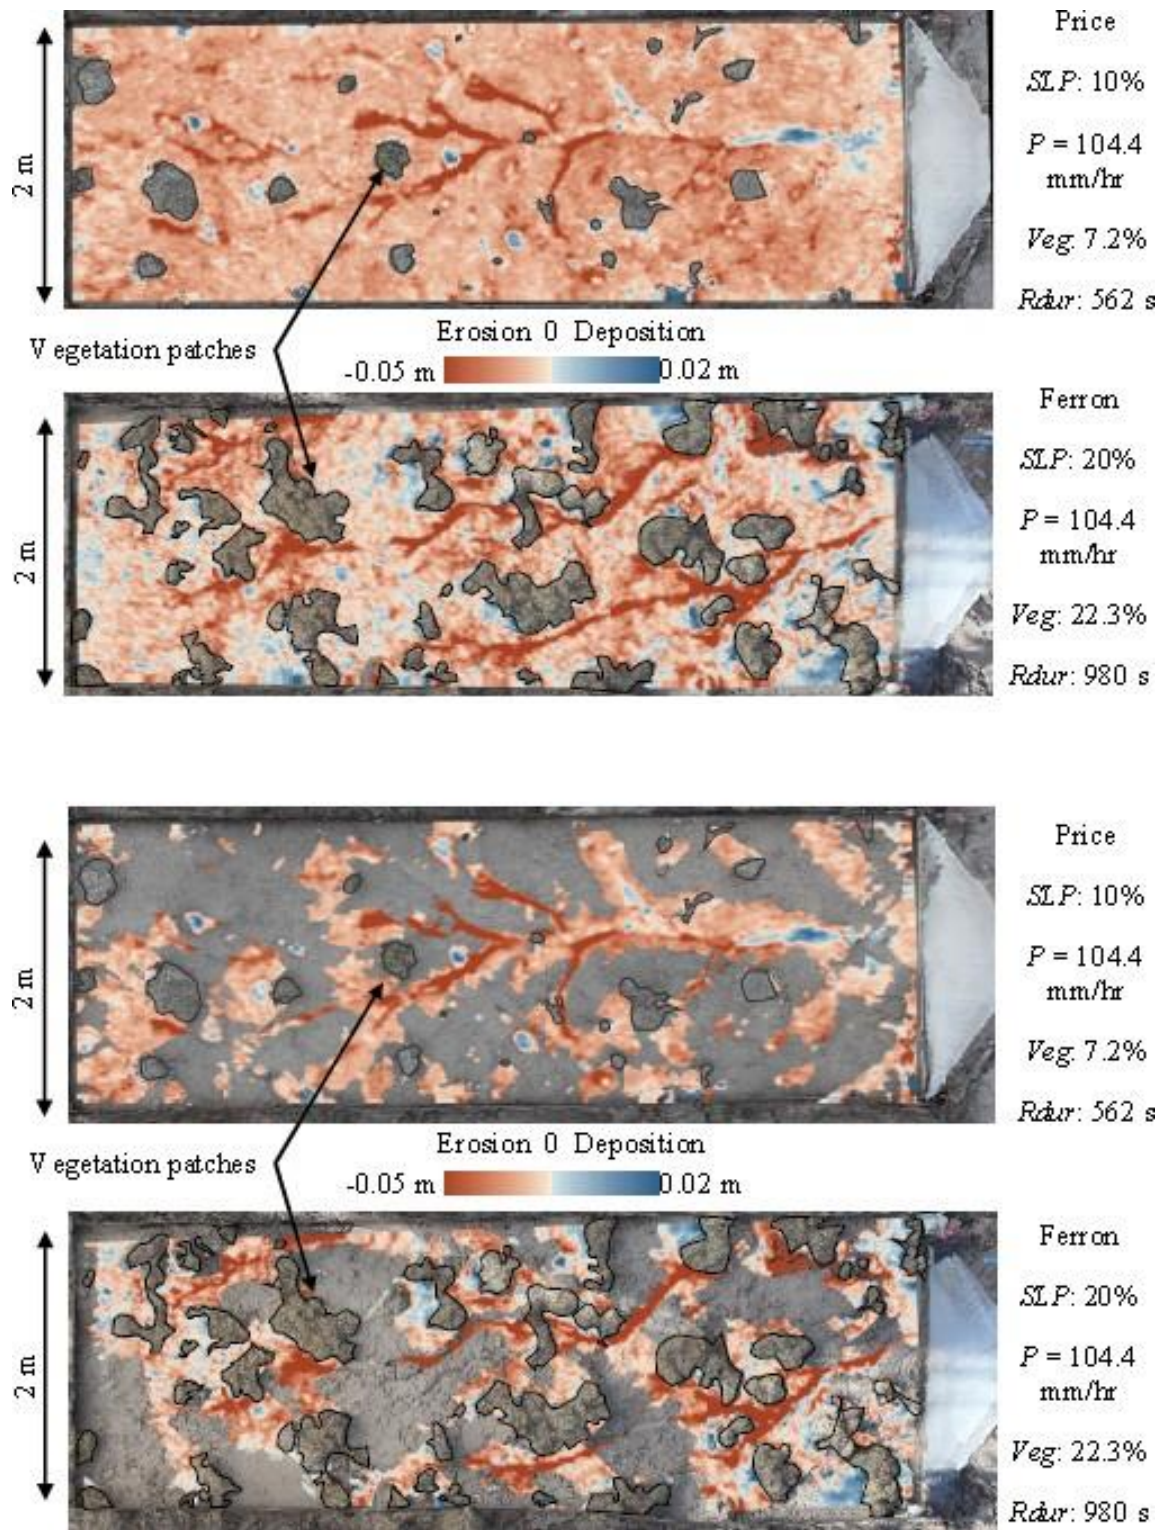 Price
SLP: 10%
P = 104.4
mm/hr
Veg: 7.2%
Rdur: 562 s
2 m
Vegetation patches
Erosion 0 Deposition
-0.05 m 0.02 m
Ferron
SLP: 20%
P = 104.4
mm/hr
Veg: 22.3%
Rdur: 980 s
2 m
Price
SLP: 10%
P = 104.4
mm/hr
Veg: 7.2%
Rdur: 562 s
2 m
Vegetation patches
Erosion 0 Deposition
-0.05 m 0.02 m
Ferron
SLP: 20%
P = 104.4
mm/hr
Veg: 22.3%
Rdur: 980 s
2 m